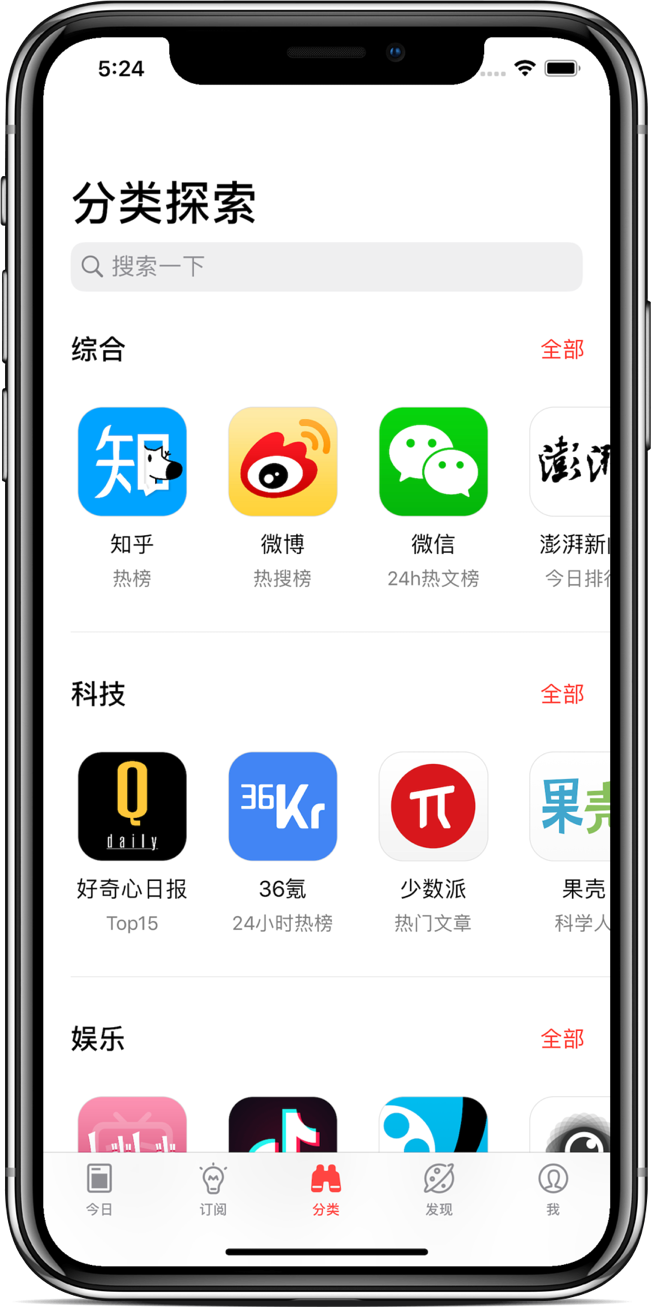 5:24
分类探索
搜索一下
综合
全部
知
澎湃
知乎
微博
微信
澎湃新
热榜
热搜榜
24h热文榜
今日排
科技
全部
Q
daily
36Kr
果壳
好奇心日报
36氪
少数派
果壳
Top15
24小时热榜
热门文章
科学人
娱乐
全部
今日
订阅
分类
发现
我